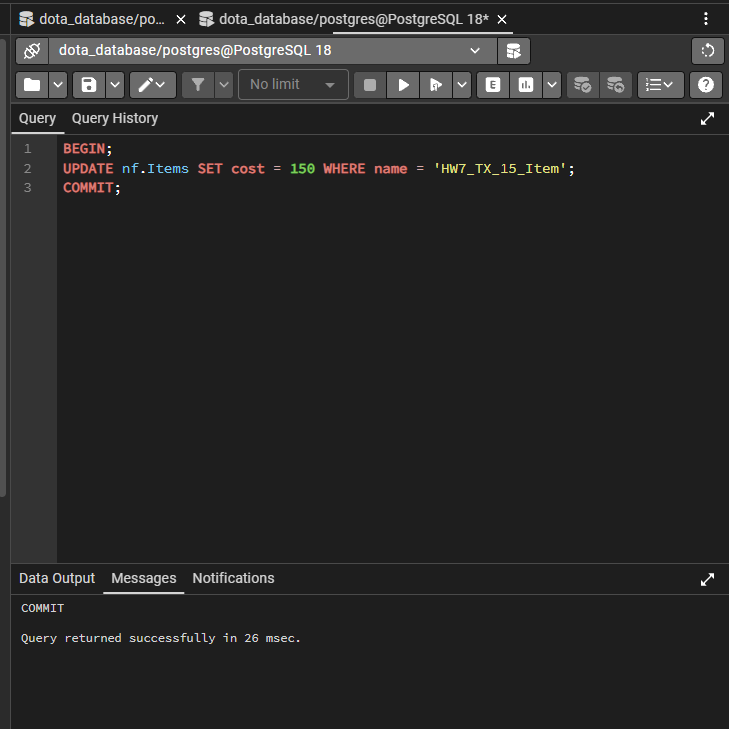 dota_database/po...
dota_database/postgres@PostgreSQL 18*
dota_database/postgres@PostgreSQL 18
No limit
E
Query
Query History
1 BEGIN;
2 UPDATE nf.Items SET cost = 150 WHERE name = 'HW7_TX_15_Item';
3 COMMIT;
Data Output
Messages
Notifications
COMMIT
Query returned successfully in 26 msec.